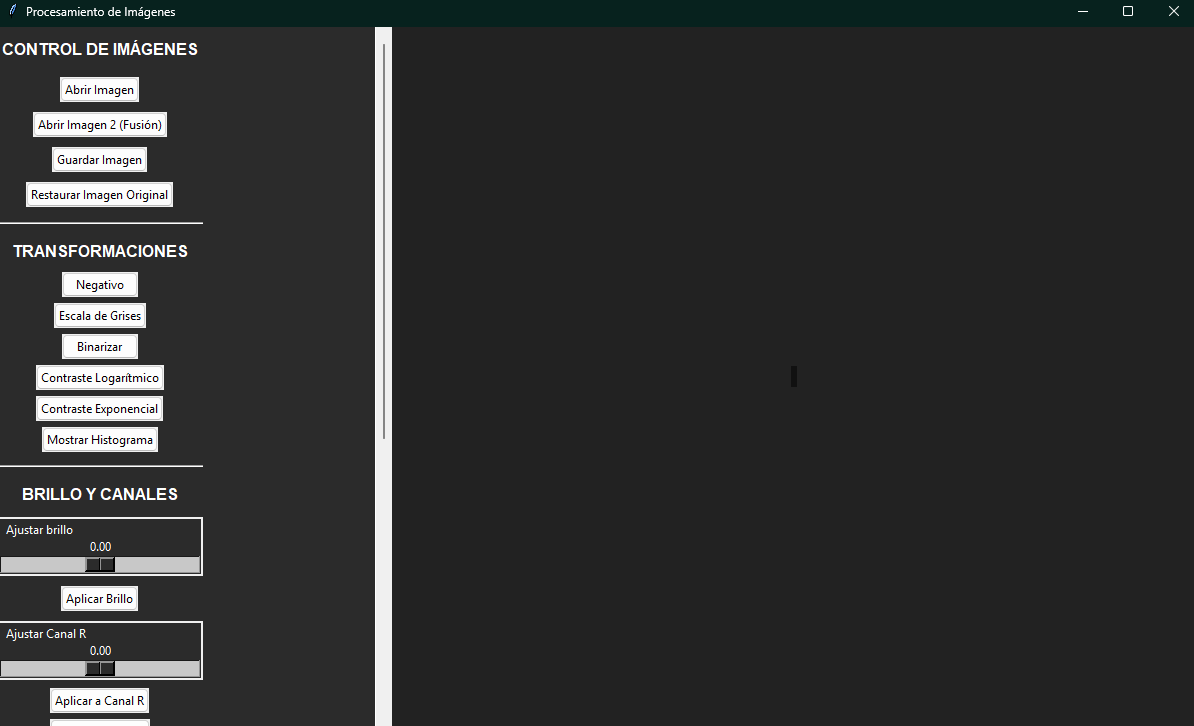 Procesamiento de Imágenes
CONTROL DE IMÁGENES
Abrir Imagen
Abrir Imagen 2 (Fusión)
Guardar Imagen
Restaurar Imagen Original
TRANSFORMACIONES
Negativo
Escala de Grises
Binarizar
Contraste Logarítmico
Contraste Exponencial
Mostrar Histograma
BRILLO Y CANALES
Ajustar brillo
0.00
Aplicar Brillo
Ajustar Canal R
0.00
Aplicar a Canal R